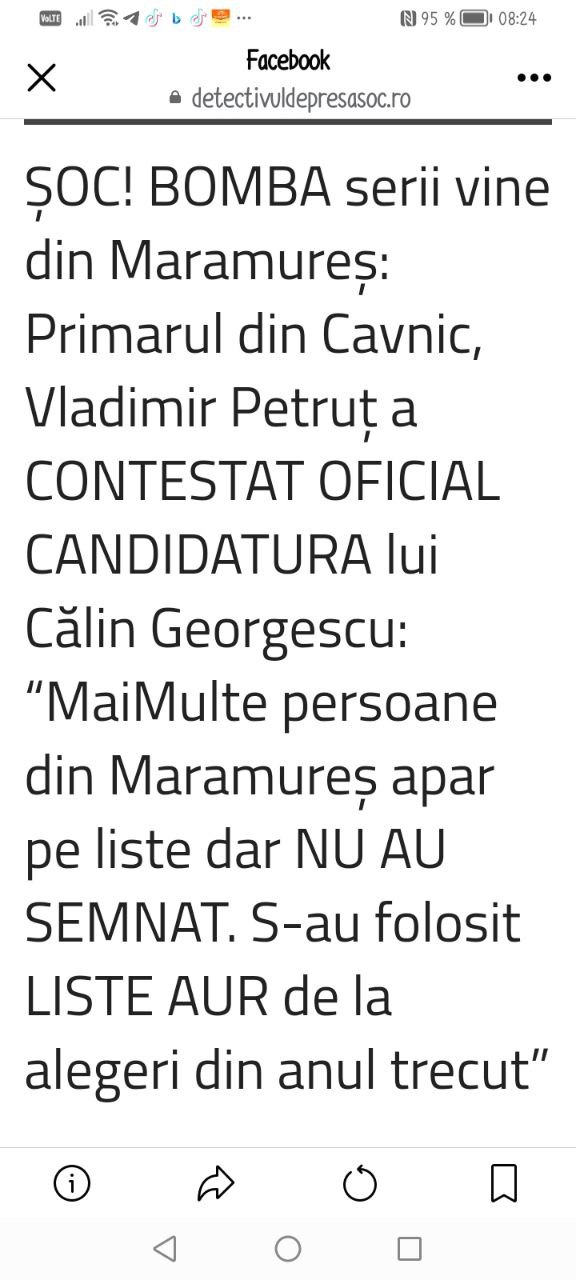 VoLTE 95 % 08:24
Facebook
detectivuldepresasoc.ro
ȘOC! BOMBA serii vine
din Maramureș:
Primarul din Cavnic,
Vladimir Petruț a
CONTESTAT OFICIAL
CANDIDATURA lui
Călin Georgescu:
“MaiMulte persoane
din Maramureș apar
pe liste dar NU AU
SEMNAT. S-au folosit
LISTE AUR de la
alegeri din anul trecut”